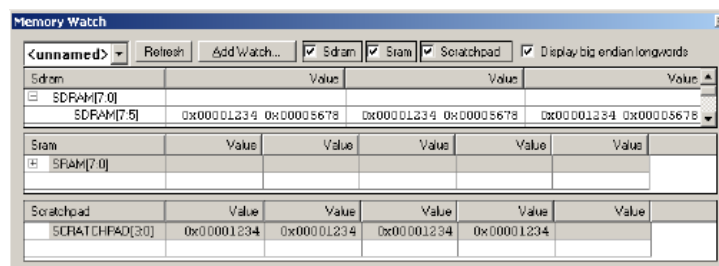 Memory Watch
<unnamed> Refresh Add Watch... Sdram Sram Scratchpad Display big endian longwords
Sdram Value Value Value
SDRAM[7:0]
SDRAM[7:5] 0x00001234 0x00005678 0x00001234 0x00005678 0x00001234 0x00005678
Sram Value Value Value Value Value
SRAM[7:0]
Scratchpad Value Value Value Value Value
SCRATCHPAD[3:0] 0x00001234 0x00001234 0x00001234 0x00001234